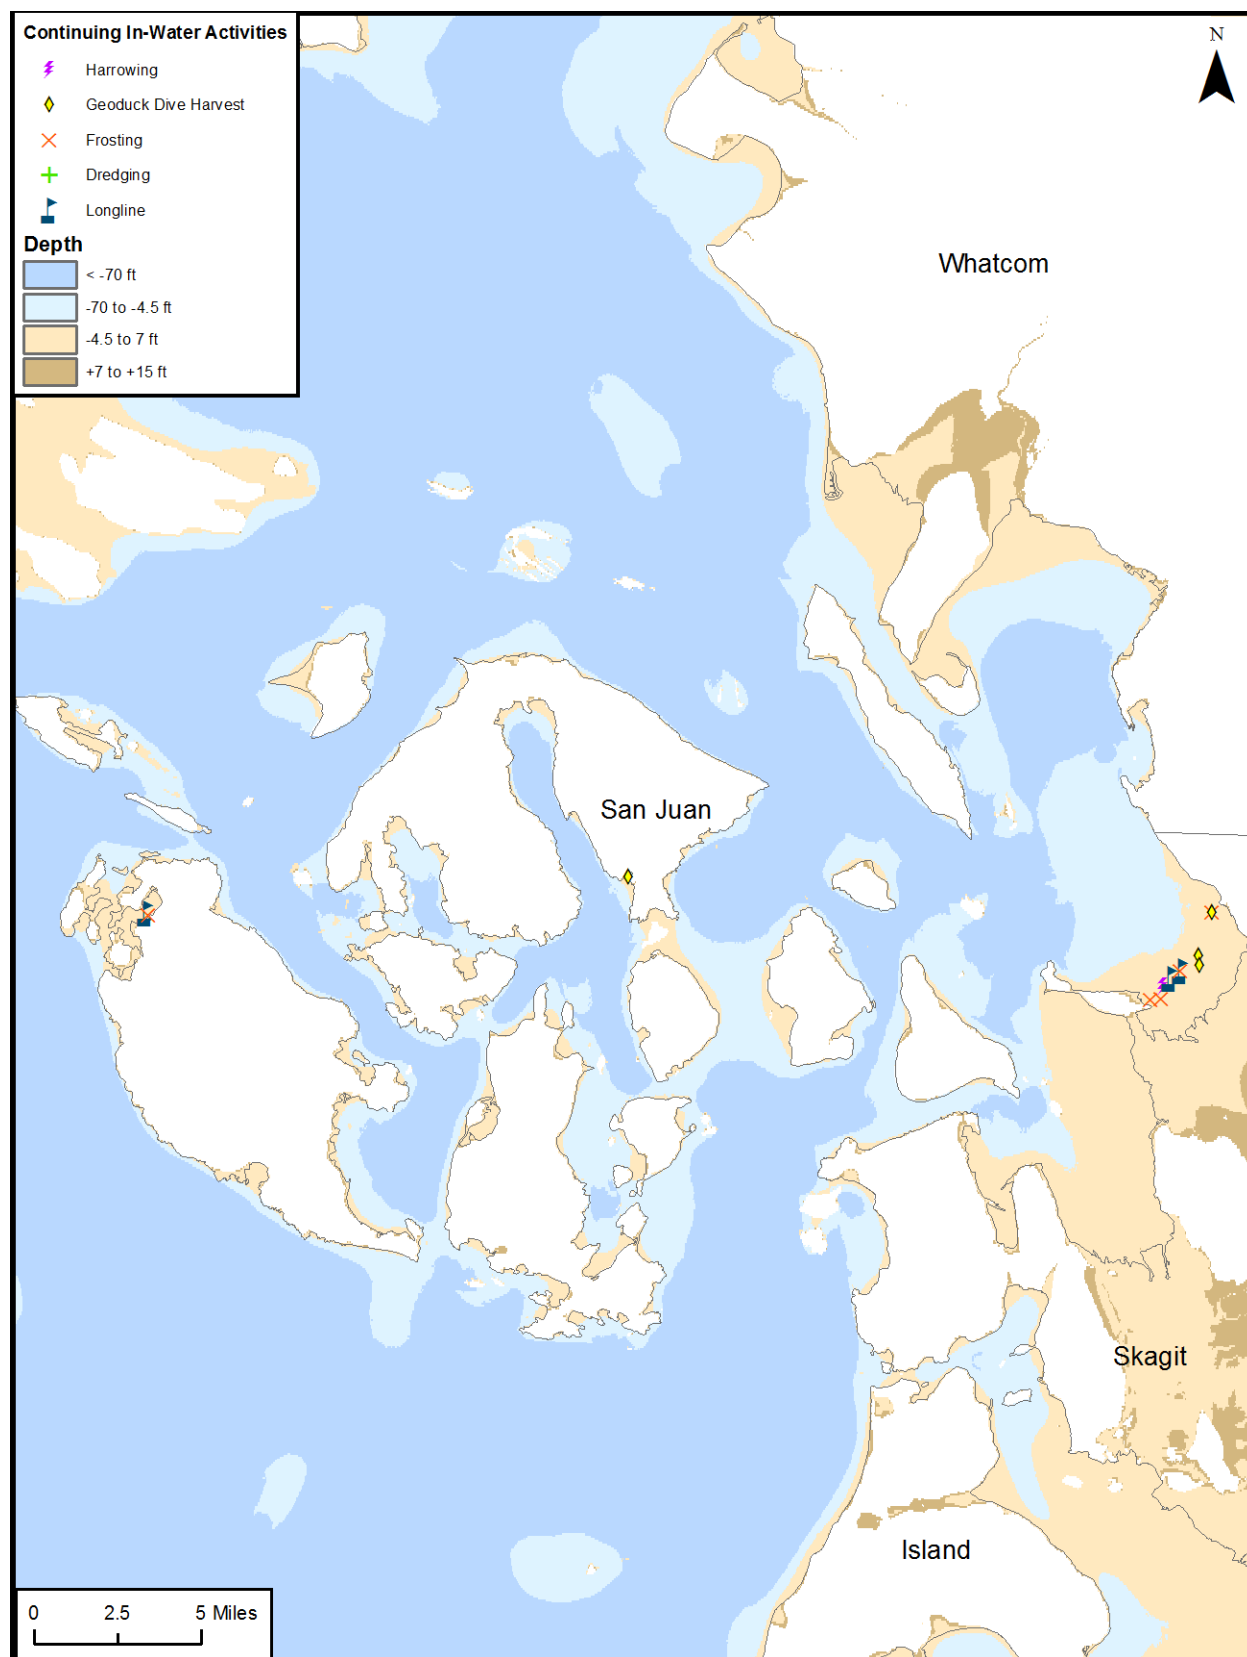 Continuing In-Water Activities
Harrowing
Geoduck Dive Harvest
Frosting
Dredging
Longline
Depth
< -70 ft
-70 to -4.5 ft
-4.5 to 7 ft
+7 to +15 ft
N
Whatcom
San Juan
Skagit
Island
0 2.5 5 Miles